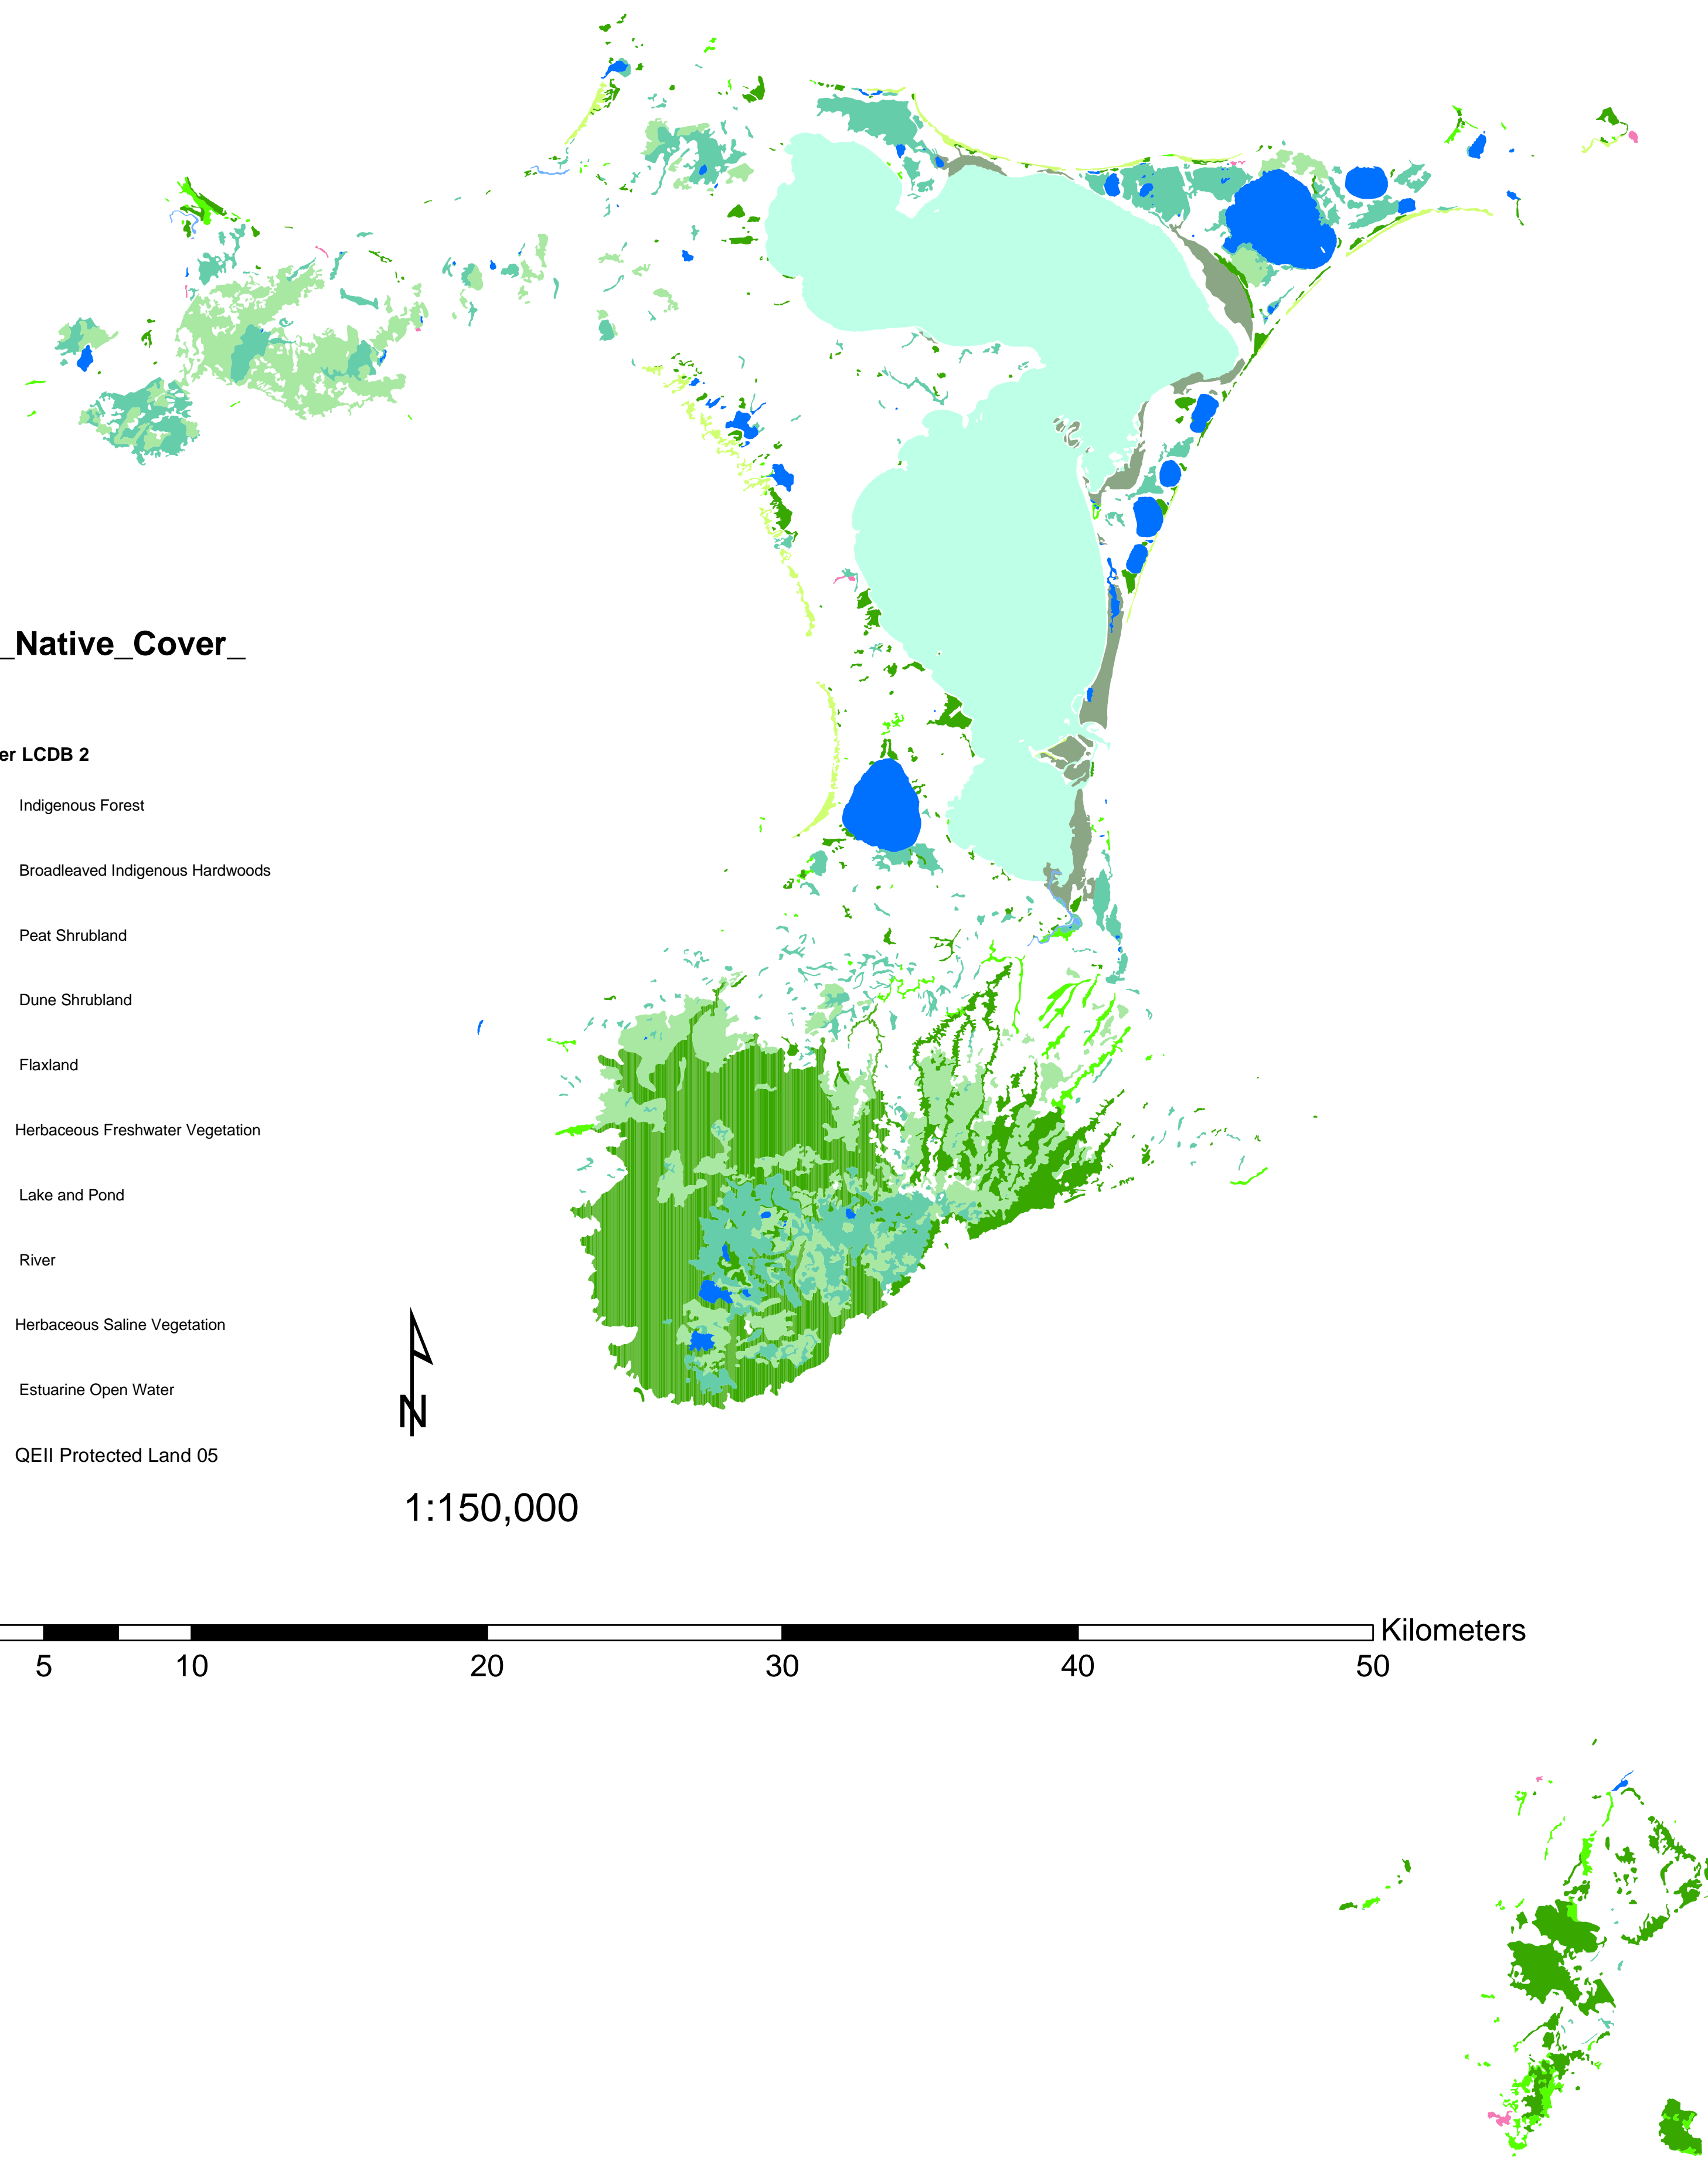 _Native_Cover_
er LCDB 2
Indigenous Forest
Broadleaved Indigenous Hardwoods
Peat Shrubland
Dune Shrubland
Flaxland
Herbaceous Freshwater Vegetation
Lake and Pond
River
Herbaceous Saline Vegetation
Estuarine Open Water
QEII Protected Land 05
N
1:150,000
Kilometers
5 10 20 30 40 50